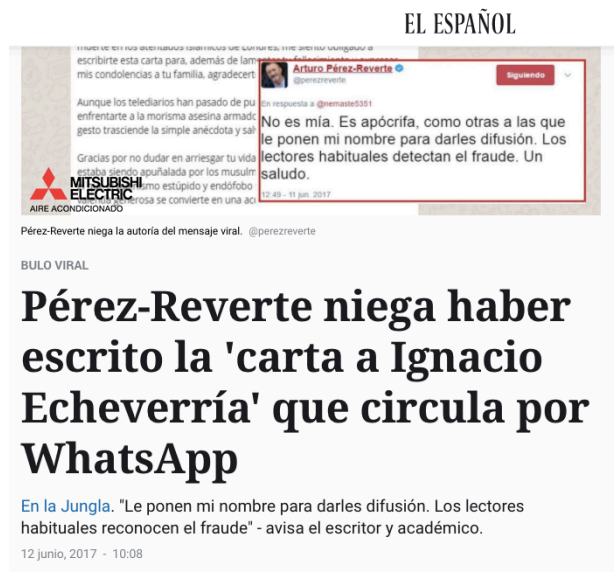 EL ESPAÑOL
muerte en los atentados islámicos de Londres, me siento obligado a
escribirte esta carta para, además de
mis condolencias a tu familia, agradecert
Aunque los telediarios han pasado de pu
enfrentarte a la morisma asesina armado
gesto trasciende la simple anécdota y sal
Gracias por no dudar en arriesgar tu vida
estaba siendo apuñalada por los musulm
estúpido y endófobo
se convierte en una ac
Arturo Pérez-Reverte
@perezreverte
Siguiendo
En respuesta a @nemaste5351
No es mía. Es apócrifa, como otras a las que
le ponen mi nombre para darles difusión. Los
lectores habituales detectan el fraude. Un
saludo.
12:49 - 11 jun. 2017
MITSUBISHI
ELECTRIC
AIRE ACONDICIONADO
Pérez-Reverte niega la autoría del mensaje viral. @perezreverte
BULO VIRAL
Pérez-Reverte niega haber
escrito la 'carta a Ignacio
Echeverría' que circula por
WhatsApp
En la Jungla. "Le ponen mi nombre para darles difusión. Los lectores
habituales reconocen el fraude" - avisa el escritor y académico.
12 junio, 2017 - 10:08